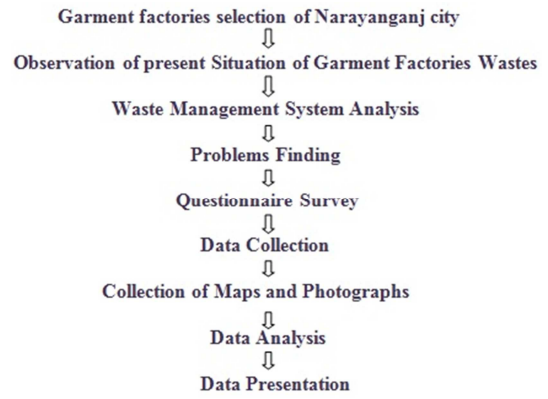 Garment factories selection of Narayanganj city
Observation of present Situation of Garment Factories Wastes
Waste Management System Analysis
Problems Finding
Questionnaire Survey
Data Collection
Collection of Maps and Photographs
Data Analysis
Data Presentation